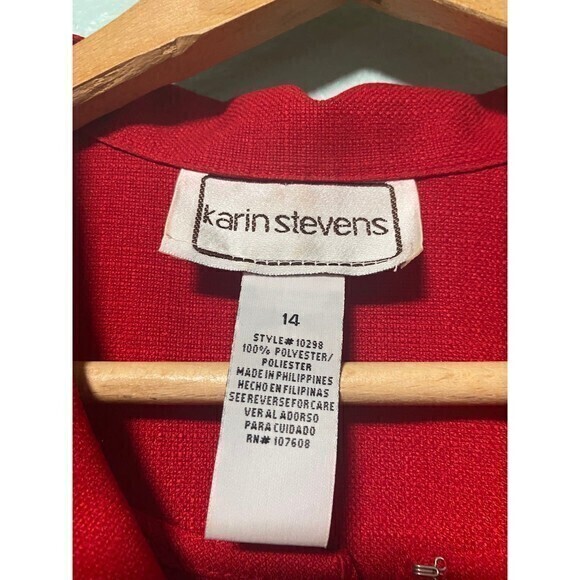 karin stevens
14
STYLE# 10298
100% POLYESTER/
POLIESTER
MADE IN PHILIPPINES
HECHO EN FILIPINAS
SEE REVERSE FOR CARE
VER AL ADORSO
PARA CUIDADO
RN# 107608